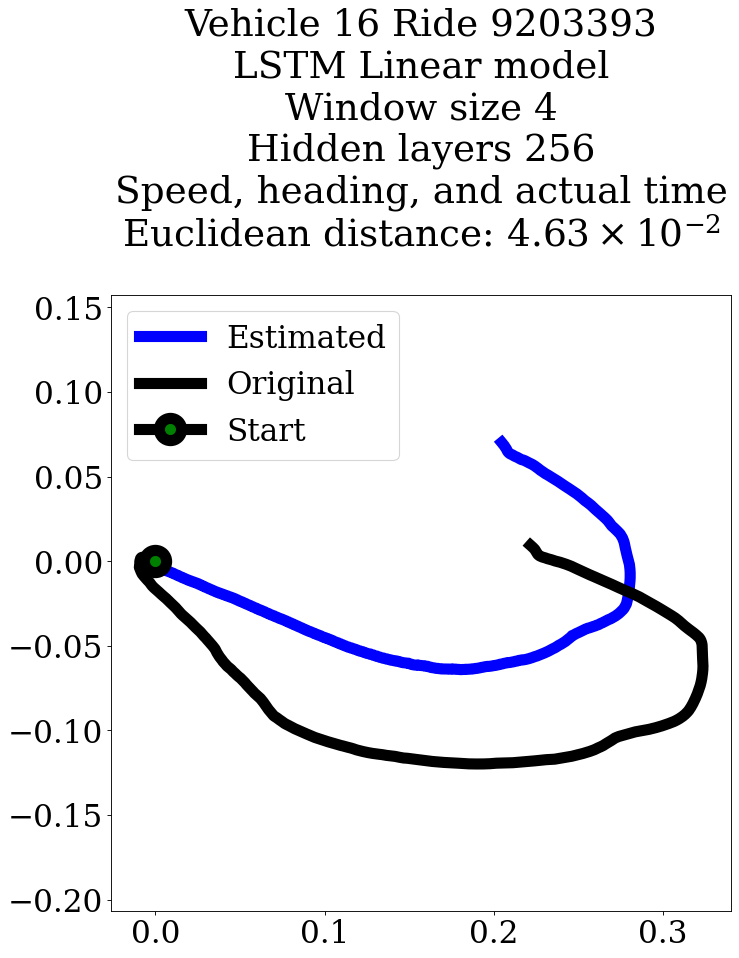 Vehicle 16 Ride 9203393
LSTM Linear model
Window size 4
Hidden layers 256
Speed, heading, and actual time
Euclidean distance: 4.63 × 10⁻²
Estimated
Original
Start
0.15
0.10
0.05
0.00
−0.05
−0.10
−0.15
−0.20
0.0 0.1 0.2 0.3